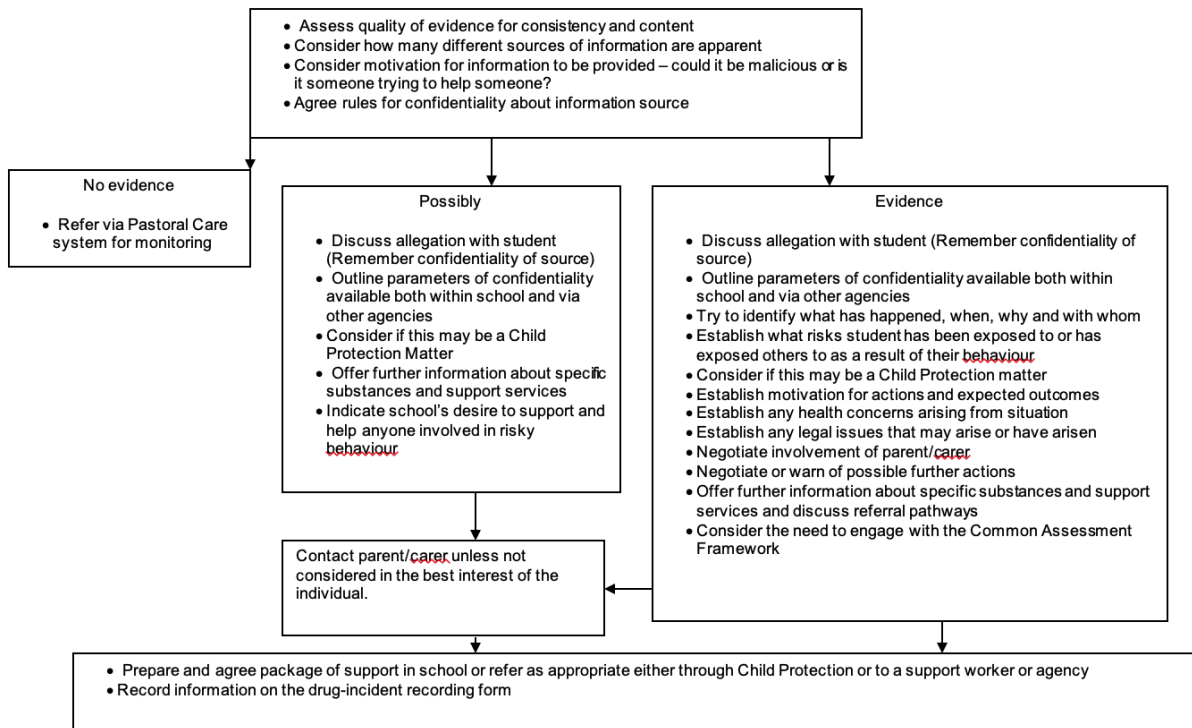 • Assess quality of evidence for consistency and content
• Consider how many different sources of information are apparent
• Consider motivation for information to be provided – could it be malicious or is
it someone trying to help someone?
• Agree rules for confidentiality about information source
No evidence
• Refer via Pastoral Care
system for monitoring
Possibly
• Discuss allegation with student
(Remember confidentiality of
source)
• Outline parameters of confidentiality
available both within school and via
other agencies
• Consider if this may be a Child
Protection Matter
• Offer further information about specific
substances and support services
• Indicate school's desire to support and
help anyone involved in risky
behaviour
Evidence
• Discuss allegation with student (Remember confidentiality of
source)
• Outline parameters of confidentiality available both within
school and via other agencies
• Try to identify what has happened, when, why and with whom
• Establish what risks student has been exposed to or has
exposed others to as a result of their behaviour
• Consider if this may be a Child Protection matter
• Establish motivation for actions and expected outcomes
• Establish any health concerns arising from situation
• Establish any legal issues that may arise or have arisen
• Negotiate involvement of parent/carer
• Negotiate or warn of possible further actions
• Offer further information about specific substances and support
services and discuss referral pathways
• Consider the need to engage with the Common Assessment
Framework
Contact parent/carer unless not
considered in the best interest of the
individual.
• Prepare and agree package of support in school or refer as appropriate either through Child Protection or to a support worker or agency
• Record information on the drug-incident recording form